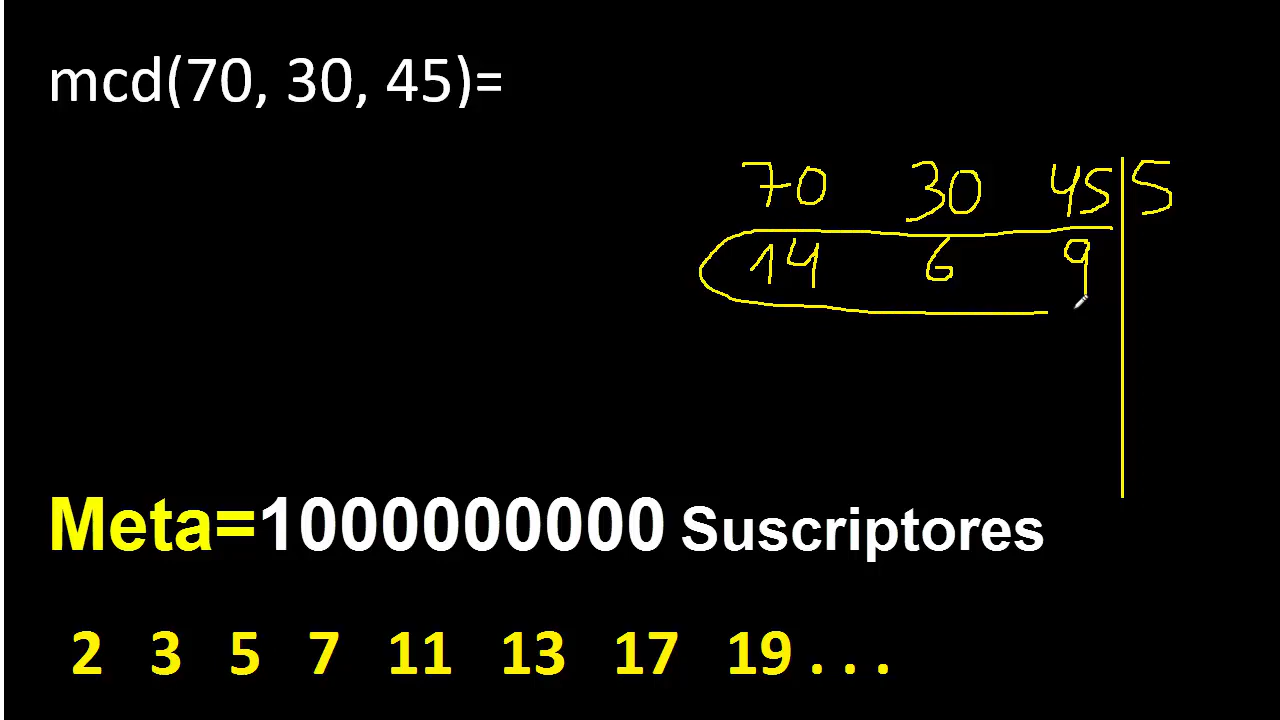 mcd(70, 30, 45)=
70 30 45 5
14 6 9
Meta=1000000000 Suscriptores
2 3 5 7 11 13 17 19 . . .